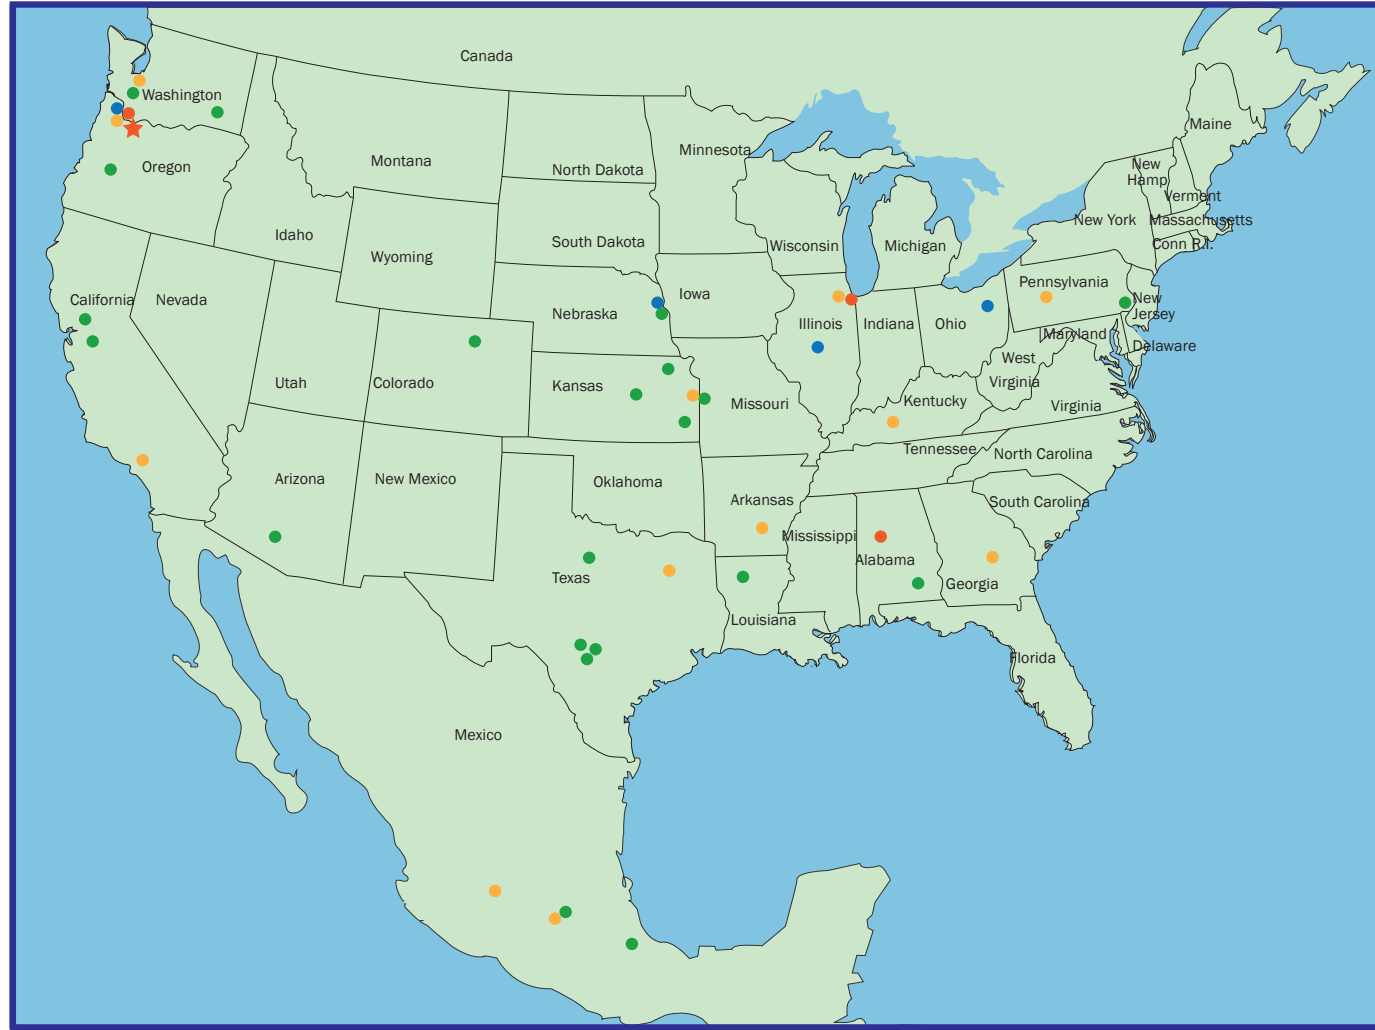 Canada
Washington
Maine
Minnesota
Montana
Oregon
North Dakota
New
Hamp
Vermont
New York
Massachusetts
Idaho
South Dakota
Wisconsin
Michigan
Conn R.I.
Wyoming
Pennsylvania
California
Nevada
Iowa
New
Jersey
Nebraska
Illinois
Indiana
Ohio
Maryland
Delaware
West
Virginia
Utah
Colorado
Kansas
Missouri
Kentucky
Virginia
Tennessee
North Carolina
Arizona
New Mexico
Oklahoma
Arkansas
South Carolina
Mississippi
Alabama
Texas
Georgia
Louisiana
Florida
Mexico